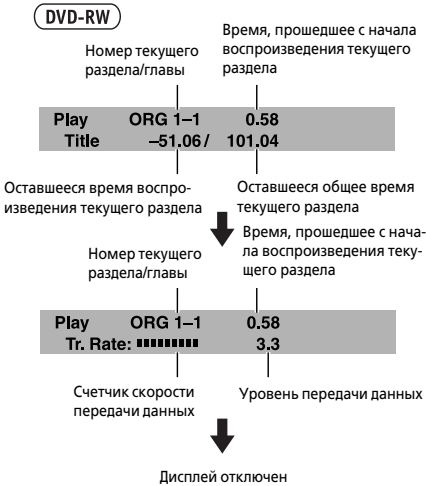 DVD-RW
Номер текущего
раздела/главы
Время, прошедшее с начала
воспроизведения текущего
раздела
Play ORG 1–1 0.58
Title –51.06 / 101.04
Оставшееся время воспро-
изведения текущего раздела
Оставшееся общее время
текущего раздела
Номер текущего
раздела/главы
Время, прошедшее с нача-
ла воспроизведения теку-
щего раздела
Play ORG 1–1 0.58
Tr. Rate: 3.3
Счетчик скорости
передачи данных
Уровень передачи данных
Дисплей отключен